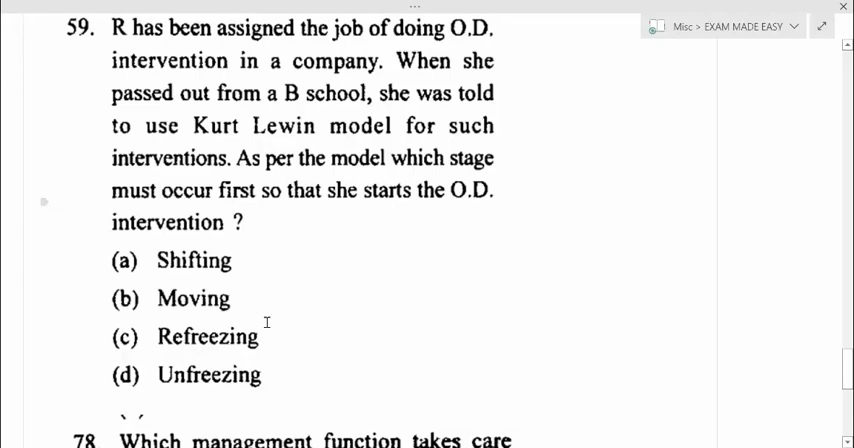 Misc > EXAM MADE EASY
59. R has been assigned the job of doing O.D.
intervention in a company. When she
passed out from a B school, she was told
to use Kurt Lewin model for such
interventions. As per the model which stage
must occur first so that she starts the O.D.
intervention ?
(a) Shifting
(b) Moving
(c) Refreezing
(d) Unfreezing
78. Which management function takes care